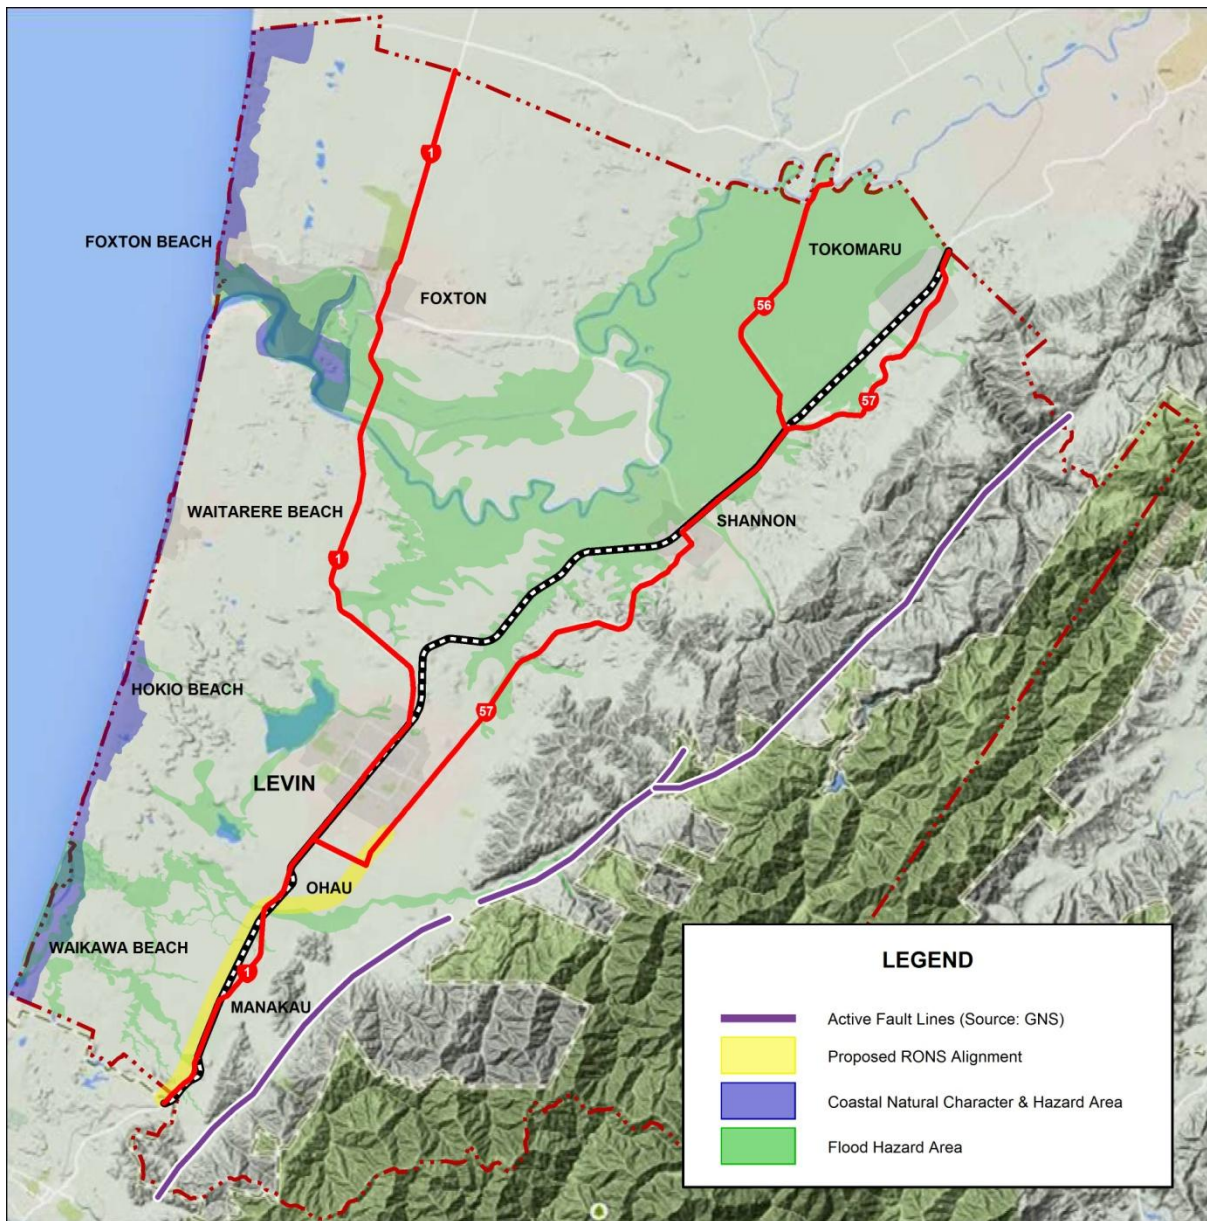 1
FOXTON BEACH
TOKOMARU
FOXTON
56
57
WAITARERE BEACH
SHANNON
1
HOKIO BEACH
57
LEVIN
OHAU
WAIKAWA BEACH
1
MANAKAU
LEGEND
Active Fault Lines (Source: GNS)
Proposed RONS Alignment
Coastal Natural Character & Hazard Area
Flood Hazard Area